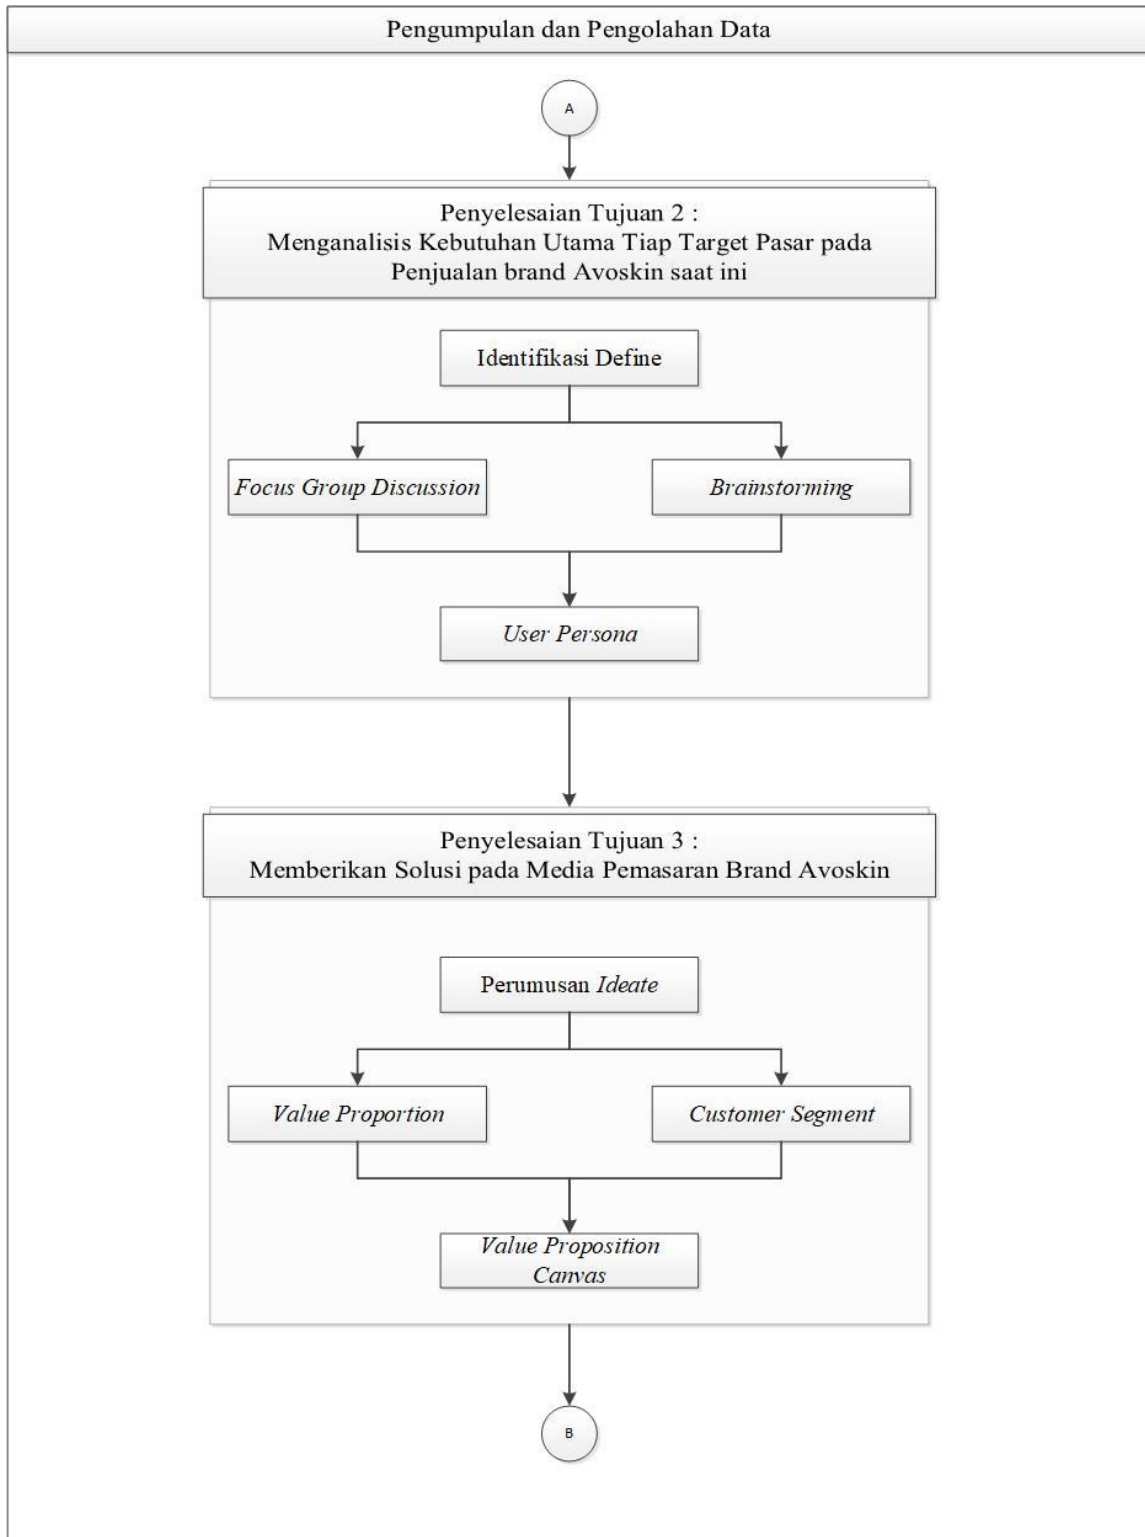 Pengumpulan dan Pengolahan Data
A
Penyelesaian Tujuan 2 :
Menganalisis Kebutuhan Utama Tiap Target Pasar pada
Penjualan brand Avoskin saat ini
Identifikasi Define
Focus Group Discussion
Brainstorming
User Persona
Penyelesaian Tujuan 3 :
Memberikan Solusi pada Media Pemasaran Brand Avoskin
Perumusan Ideate
Value Proportion
Customer Segment
Value Proposition
Canvas
B